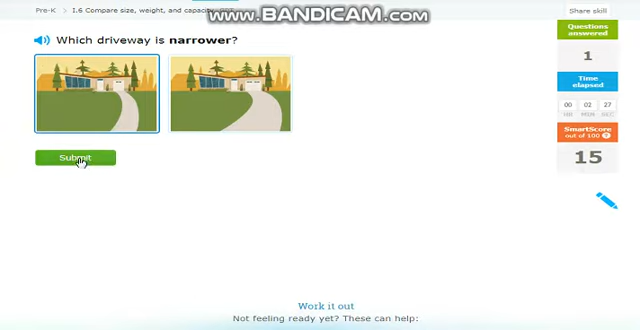 www.BANDICAM.com
Pre-K > I.6 Compare size, weight, and capacity
Share skill
Which driveway is narrower?
Submit
Questions answered
1
Time elapsed
00 02 27
HR MIN SEC
SmartScore
out of 100 ?
15
Work it out
Not feeling ready yet? These can help: